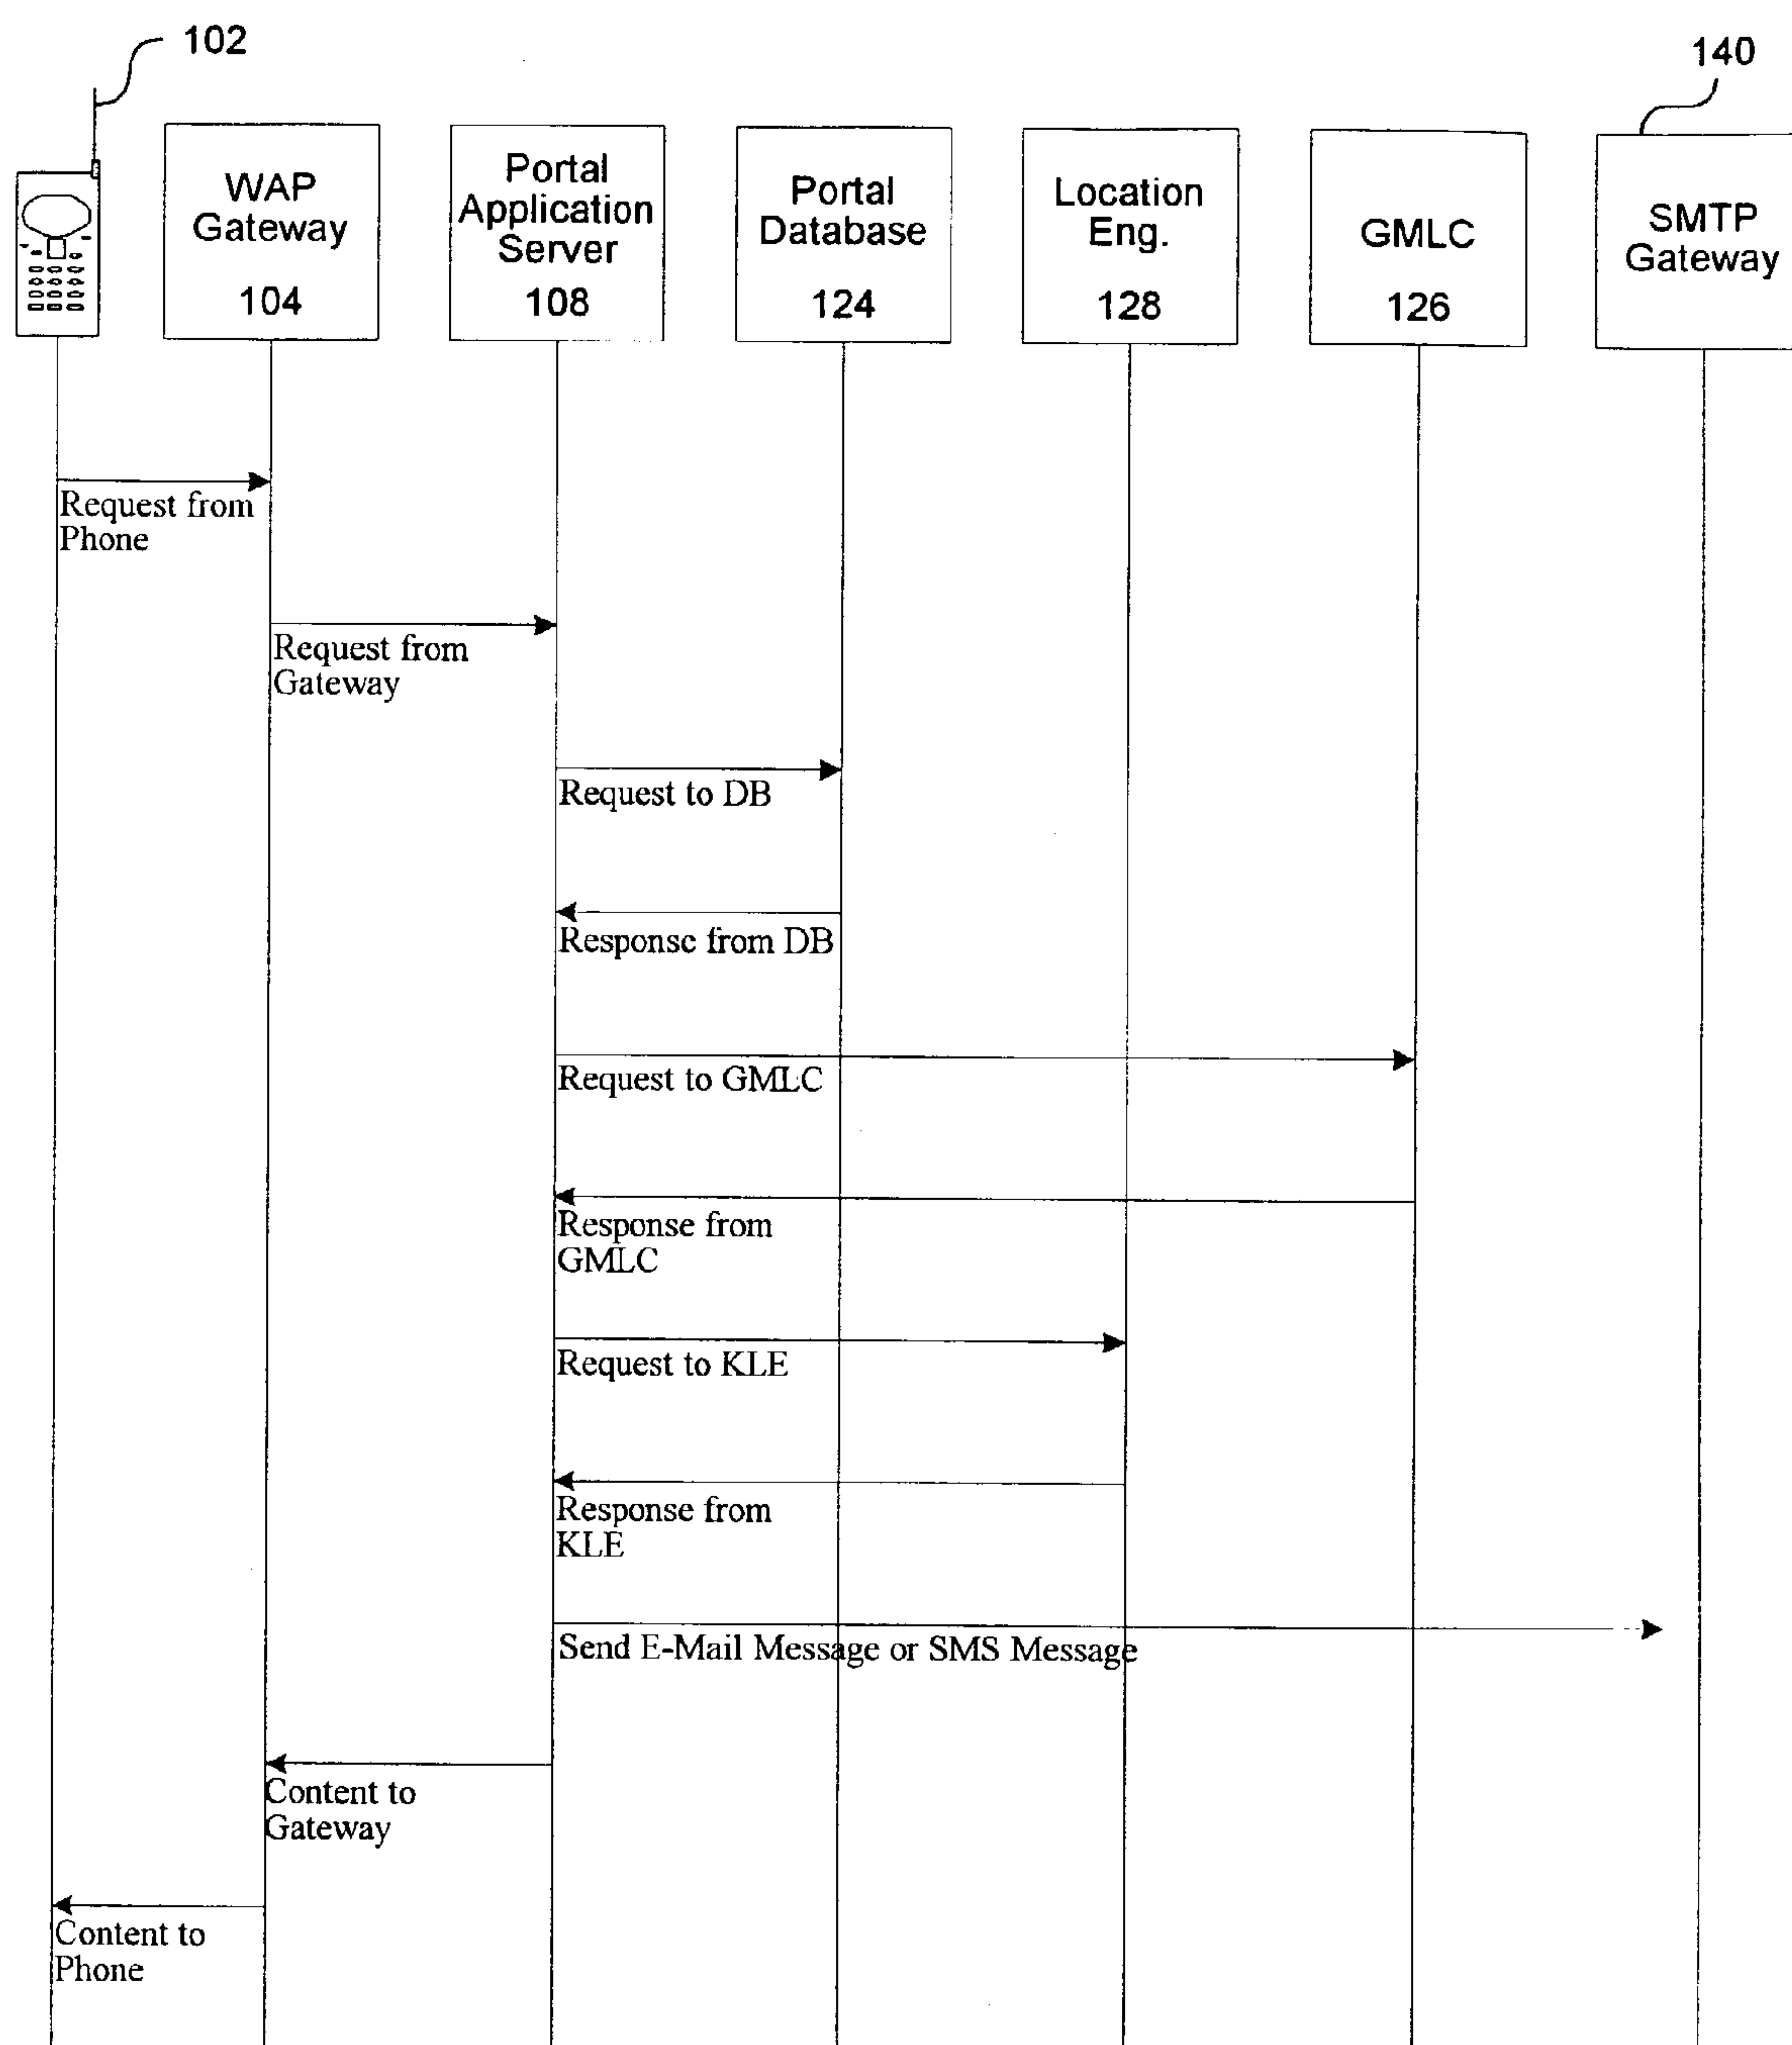 102
140
WAP
Gateway
104
Portal
Application
Server
108
Portal
Database
124
Location
Eng.
128
GMLC
126
SMTP
Gateway
Request from
Phone
Request from
Gateway
Request to DB
Response from DB
Request to GMLC
Response from
GMLC
Request to KLE
Response from
KLE
Send E-Mail Message or SMS Message
Content to
Gateway
Content to
Phone